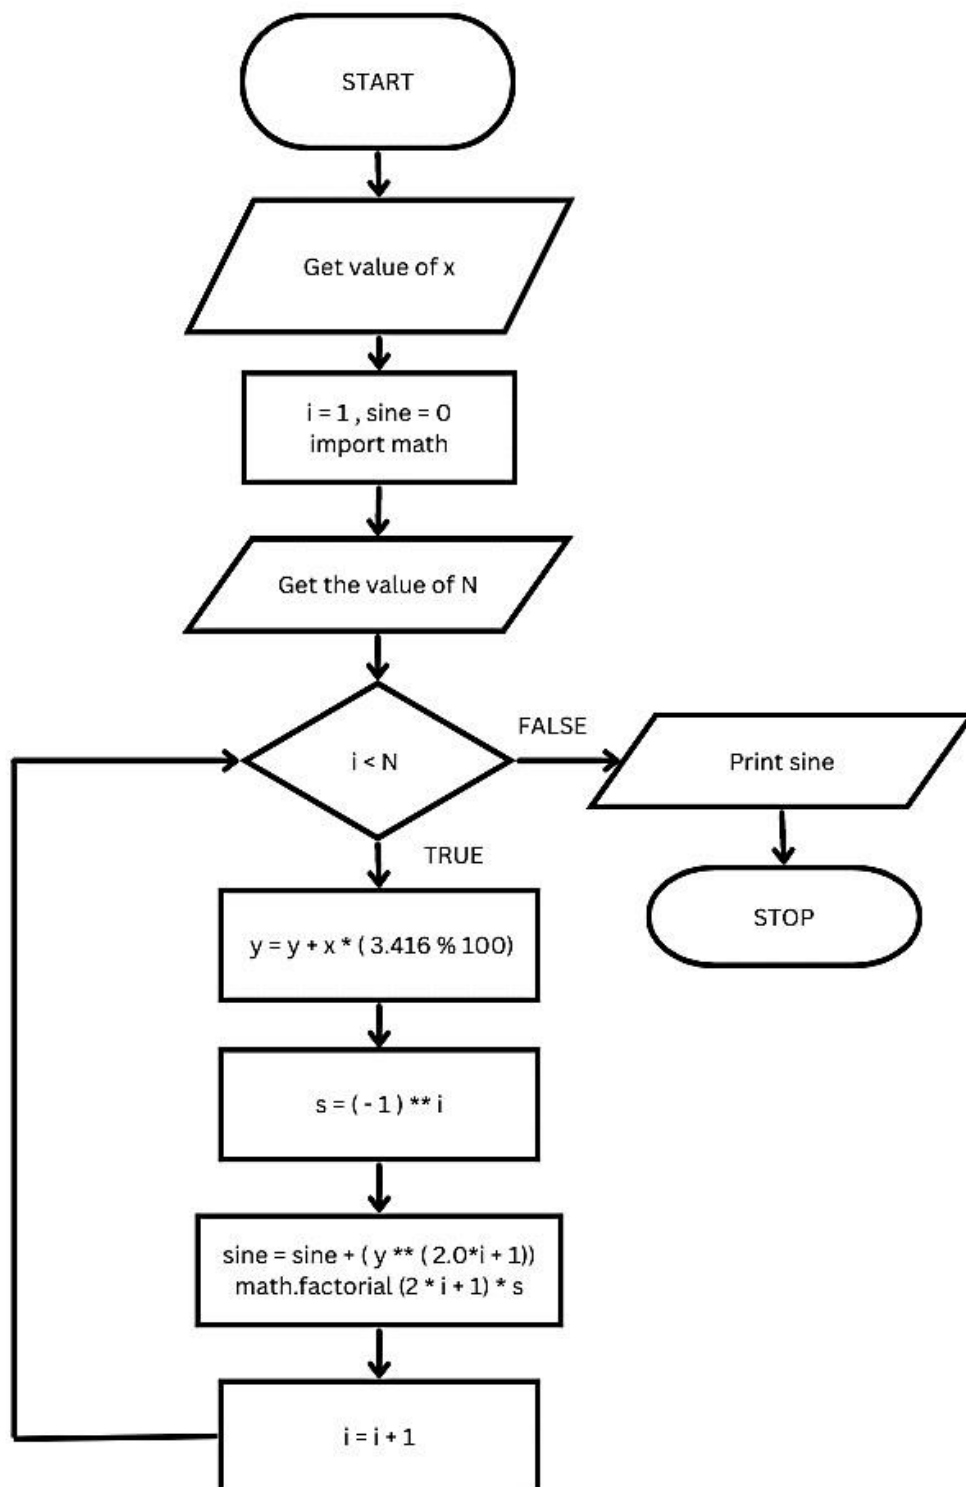 START
Get value of x
i = 1 , sine = 0
import math
Get the value of N
i < N
FALSE
Print sine
TRUE
STOP
y = y + x * ( 3.416 % 100)
s = ( - 1 ) ** i
sine = sine + ( y ** ( 2.0*i + 1))
math.factorial (2 * i + 1) * s
i = i + 1